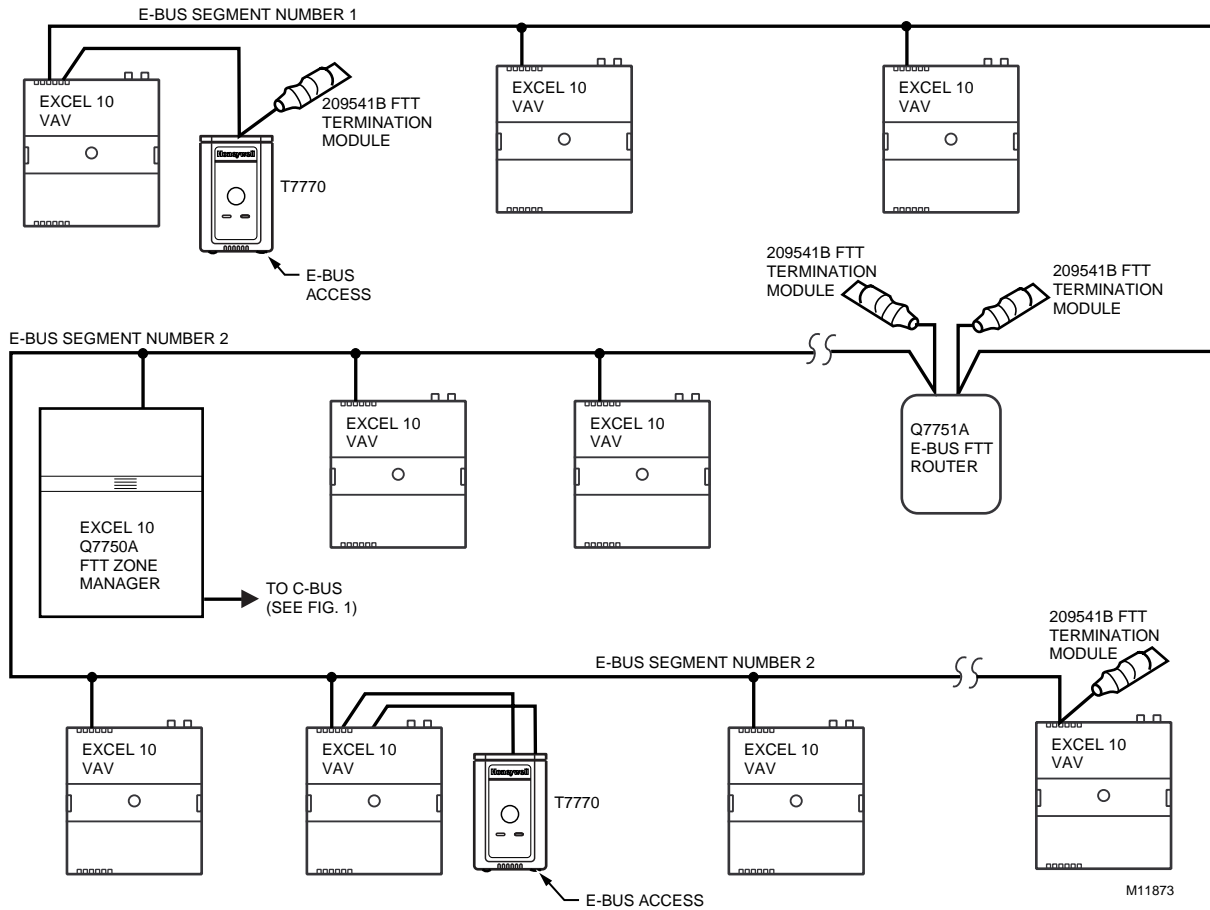 E-BUS SEGMENT NUMBER 1
EXCEL 10
VAV
209541B FTT
TERMINATION
MODULE
Honeywell
T7770
E-BUS
ACCESS
EXCEL 10
VAV
EXCEL 10
VAV
209541B FTT
TERMINATION
MODULE
209541B FTT
TERMINATION
MODULE
E-BUS SEGMENT NUMBER 2
EXCEL 10
Q7750A
FTT ZONE
MANAGER
TO C-BUS
(SEE FIG. 1)
EXCEL 10
VAV
EXCEL 10
VAV
Q7751A
E-BUS FTT
ROUTER
E-BUS SEGMENT NUMBER 2
209541B FTT
TERMINATION
MODULE
EXCEL 10
VAV
EXCEL 10
VAV
Honeywell
T7770
E-BUS ACCESS
EXCEL 10
VAV
EXCEL 10
VAV
M11873